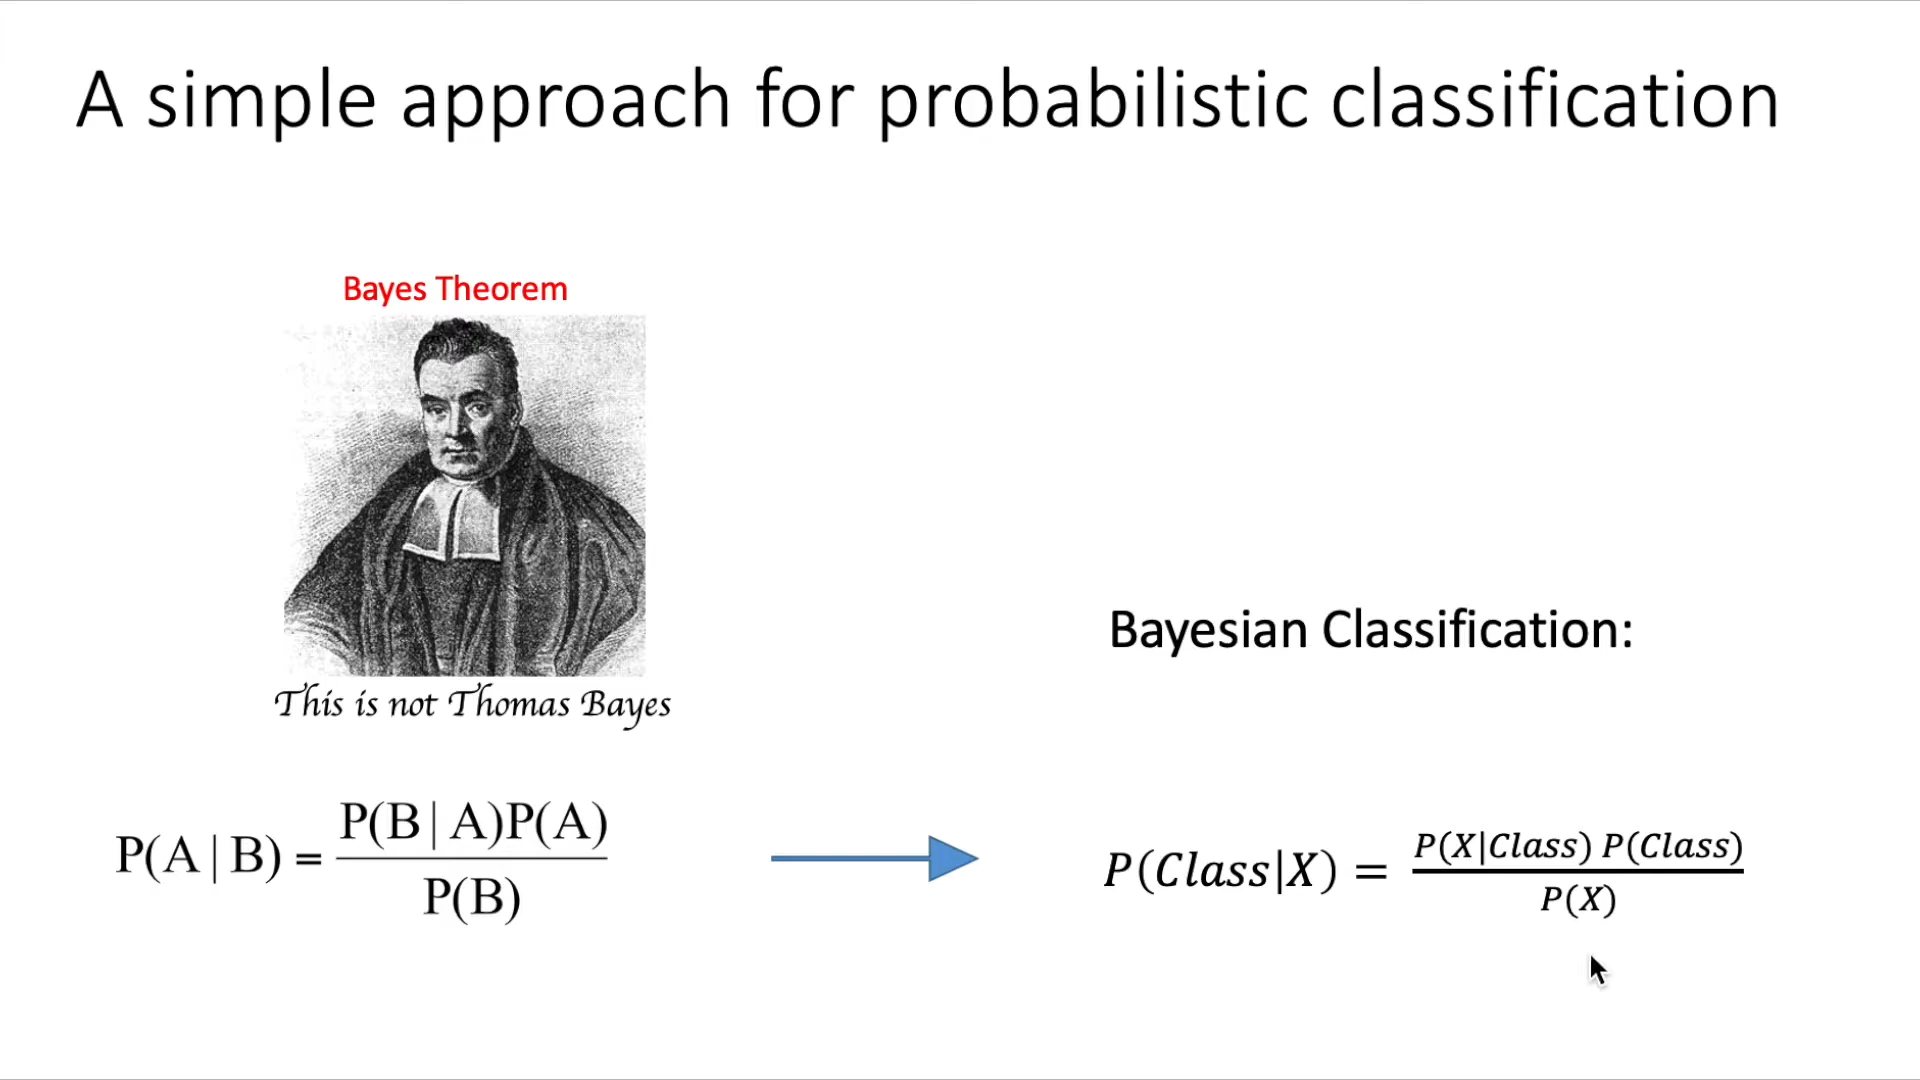 A simple approach for probabilistic classification
Bayes Theorem
This is not Thomas Bayes
P(A | B) = P(B | A)P(A) / P(B)
Bayesian Classification:
P(Class|X) = P(X|Class) P(Class) / P(X)